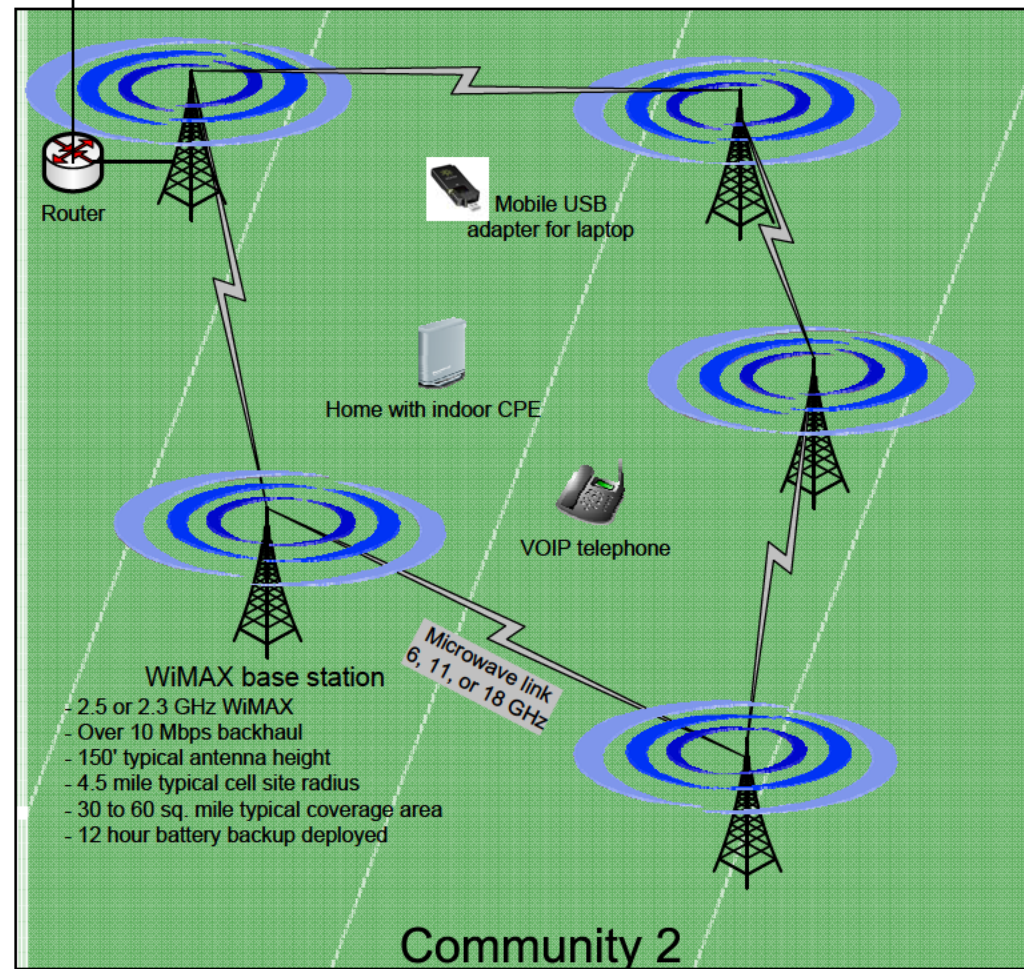 Router
Mobile USB
adapter for laptop
Home with indoor CPE
VOIP telephone
Microwave link
6, 11, or 18 GHz
WiMAX base station
- 2.5 or 2.3 GHz WiMAX
- Over 10 Mbps backhaul
- 150' typical antenna height
- 4.5 mile typical cell site radius
- 30 to 60 sq. mile typical coverage area
- 12 hour battery backup deployed
Community 2